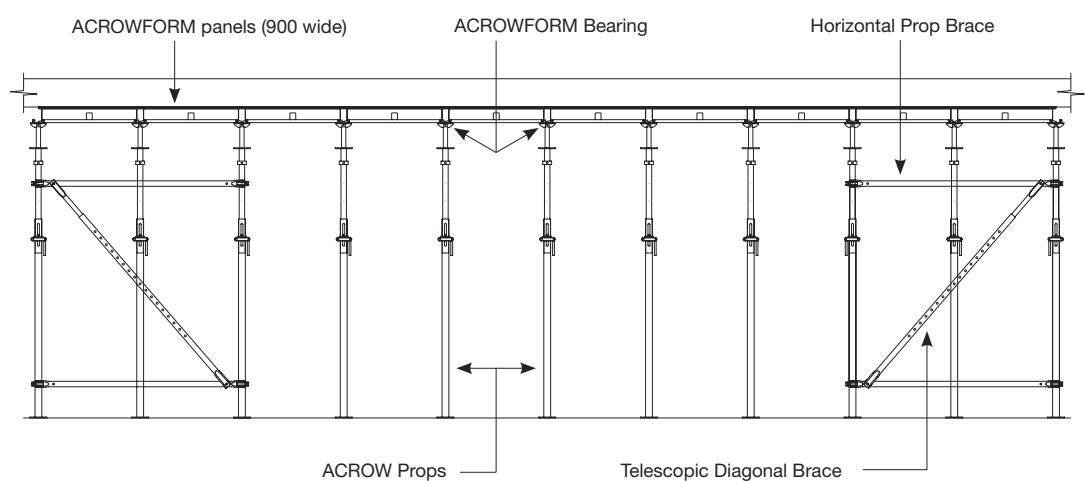 ACROWFORM panels (900 wide)
ACROWFORM Bearing
Horizontal Prop Brace
ACROW Props
Telescopic Diagonal Brace